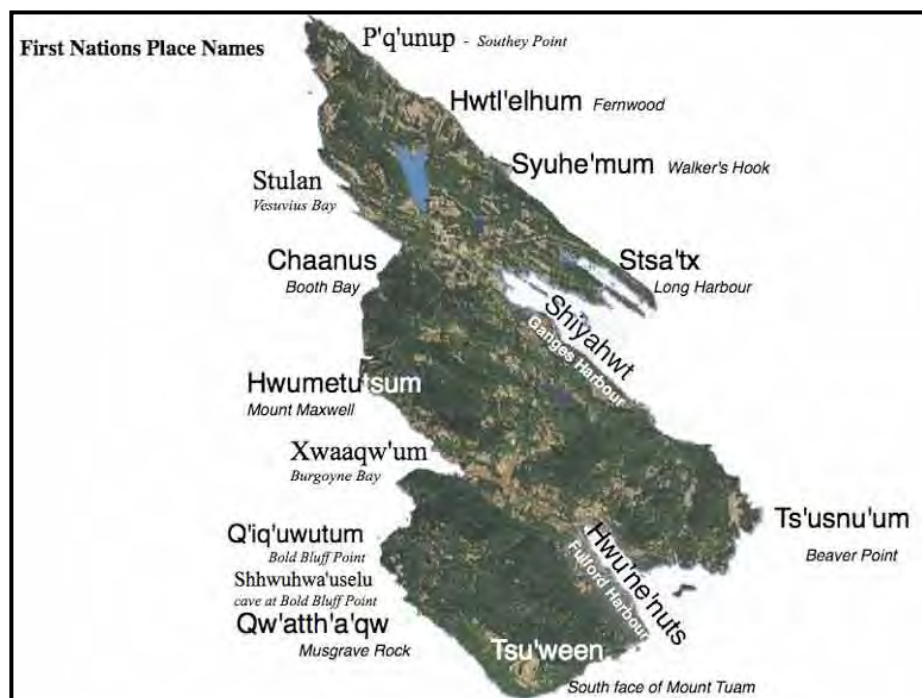 First Nations Place Names
P'q'unup - Southey Point
Hwtl'elhum Fernwood
Syuhe'mum Walker's Hook
Stulan
Vesuvius Bay
Chaanus
Booth Bay
Stsa'tx
Long Harbour
Shiyahwt
Ganges Harbour
Hwumetutsum
Mount Maxwell
Xwaaqw'um
Burgoyne Bay
Ts'usnu'um
Beaver Point
Q'iq'uwutum
Bold Bluff Point
Hwu'ne'nuts
Fulford Harbour
Shhwuhwa'uselu
cave at Bold Bluff Point
Qw'atth'a'qw
Musgrave Rock
Tsu'ween
South face of Mount Tuam